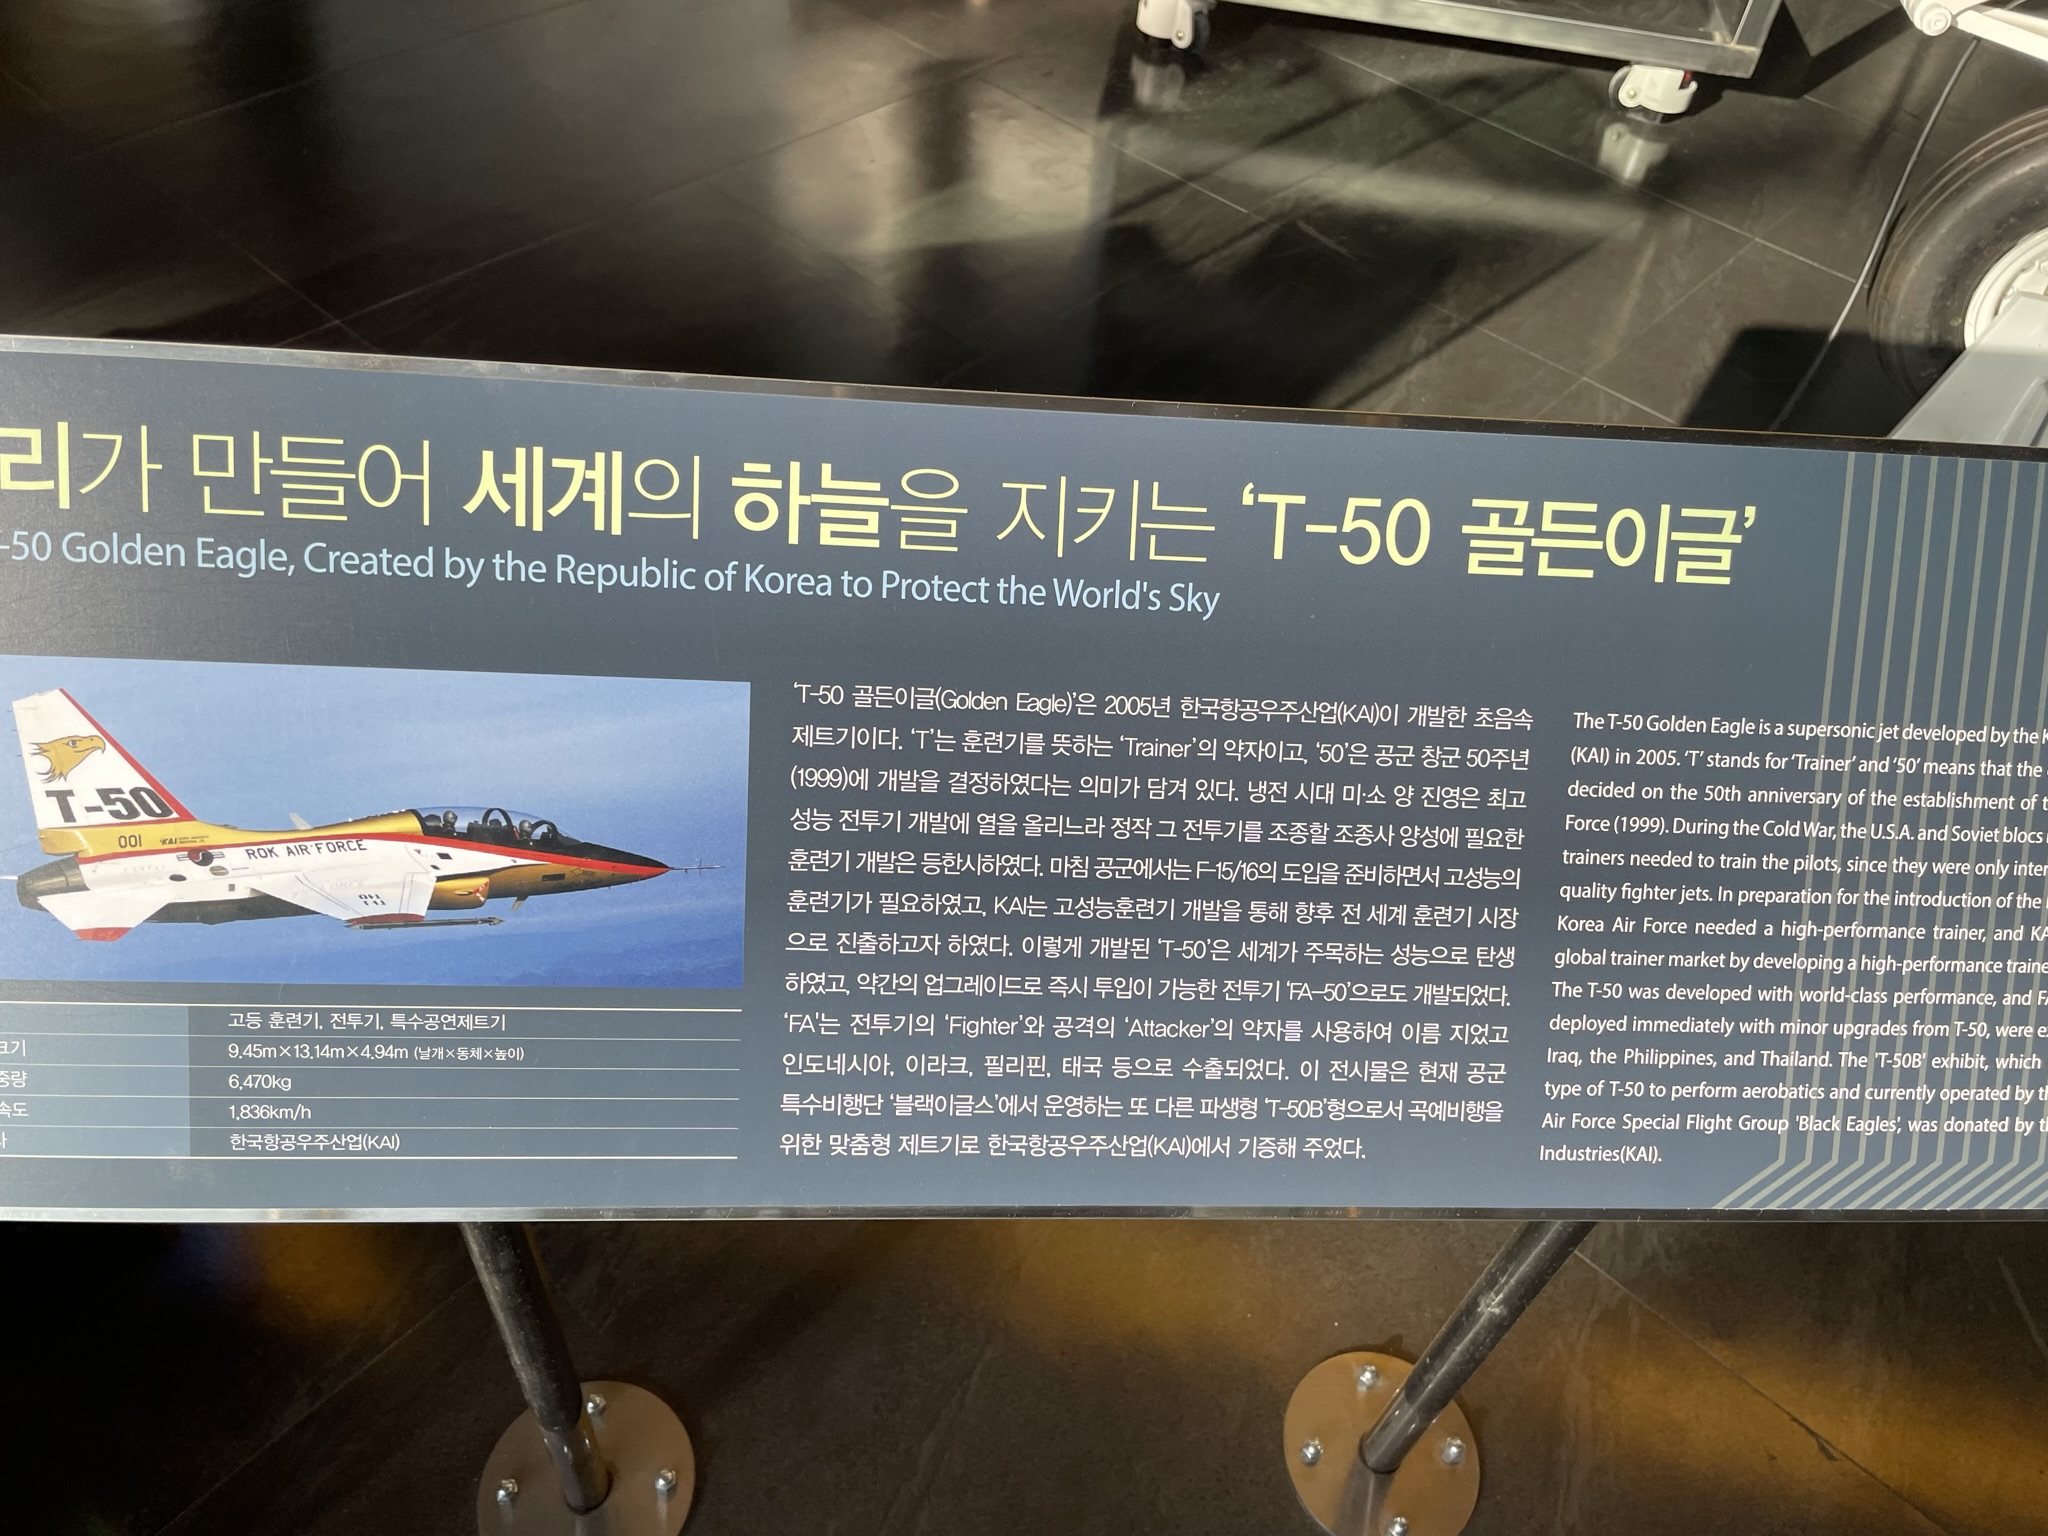 리가 만들어 세계의 하늘을 지키는 ‘T-50 골든이글’
-50 Golden Eagle, Created by the Republic of Korea to Protect the World's Sky
T-50
001 KAI
ROK AIR FORCE
고등 훈련기, 전투기, 특수공연제트기
크기 9.45m×13.14m×4.94m (날개×동체×높이)
중량 6,470kg
속도 1,836km/h
사 한국항공우주산업(KAI)
‘T-50 골든이글(Golden Eagle)’은 2005년 한국항공우주산업(KAI)이 개발한 초음속
제트기이다. ‘T’는 훈련기를 뜻하는 ‘Trainer’의 약자이고, ‘50’은 공군 창군 50주년
(1999)에 개발을 결정하였다는 의미가 담겨 있다. 냉전 시대 미·소 양 진영은 최고
성능 전투기 개발에 열을 올리느라 정작 그 전투기를 조종할 조종사 양성에 필요한
훈련기 개발은 등한시하였다. 마침 공군에서는 F-15/16의 도입을 준비하면서 고성능의
훈련기가 필요하였고, KAI는 고성능훈련기 개발을 통해 향후 전 세계 훈련기 시장
으로 진출하고자 하였다. 이렇게 개발된 ‘T-50’은 세계가 주목하는 성능으로 탄생
하였고, 약간의 업그레이드로 즉시 투입이 가능한 전투기 ‘FA-50’으로도 개발되었다.
‘FA'는 전투기의 ‘Fighter’와 공격의 ‘Attacker’의 약자를 사용하여 이름 지었고
인도네시아, 이라크, 필리핀, 태국 등으로 수출되었다. 이 전시물은 현재 공군
특수비행단 ‘블랙이글스’에서 운영하는 또 다른 파생형 ‘T-50B’형으로서 곡예비행을
위한 맞춤형 제트기로 한국항공우주산업(KAI)에서 기증해 주었다.
The T-50 Golden Eagle is a supersonic jet developed by the
(KAI) in 2005. ‘T’ stands for ‘Trainer’ and ‘50’ means that the
decided on the 50th anniversary of the establishment of
Force (1999). During the Cold War, the U.S.A. and Soviet blocs
trainers needed to train the pilots, since they were only
quality fighter jets. In preparation for the introduction of the
Korea Air Force needed a high-performance trainer, and
global trainer market by developing a high-performance
The T-50 was developed with world-class performance, and
deployed immediately with minor upgrades from T-50, were
Iraq, the Philippines, and Thailand. The 'T-50B' exhibit, which
type of T-50 to perform aerobatics and currently operated by
Air Force Special Flight Group 'Black Eagles', was donated by
Industries(KAI).